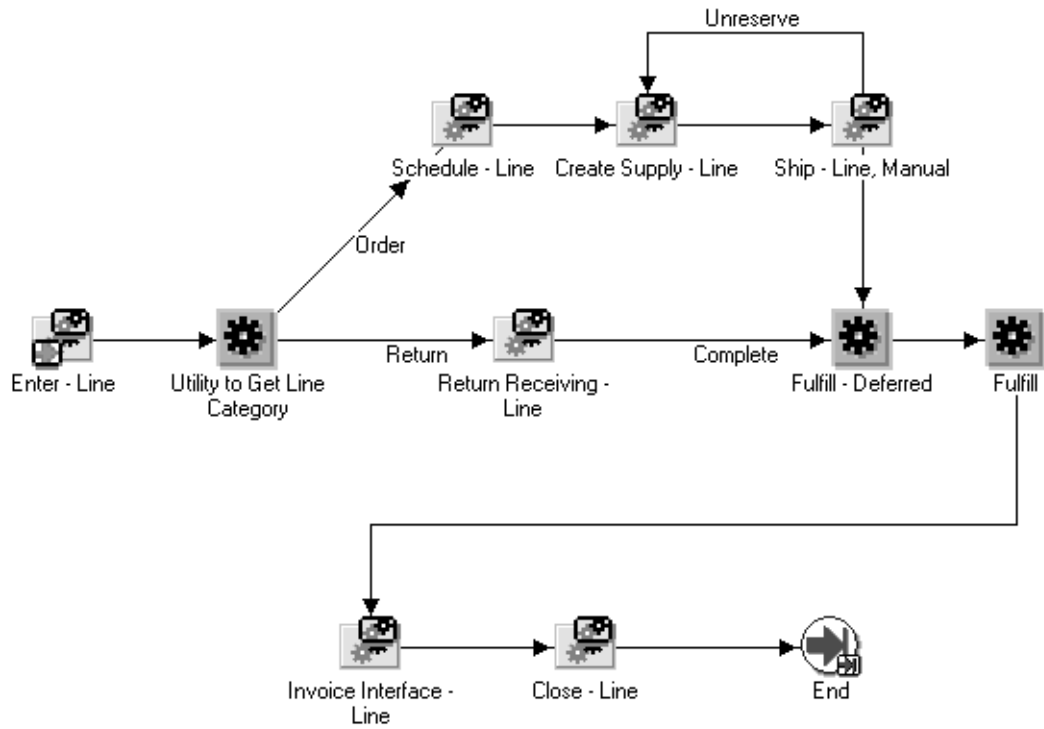 Unreserve
Schedule - Line
Create Supply - Line
Ship - Line, Manual
Order
Return
Complete
Enter - Line
Utility to Get Line
Category
Return Receiving -
Line
Fulfill - Deferred
Fulfill
Invoice Interface -
Line
Close - Line
End